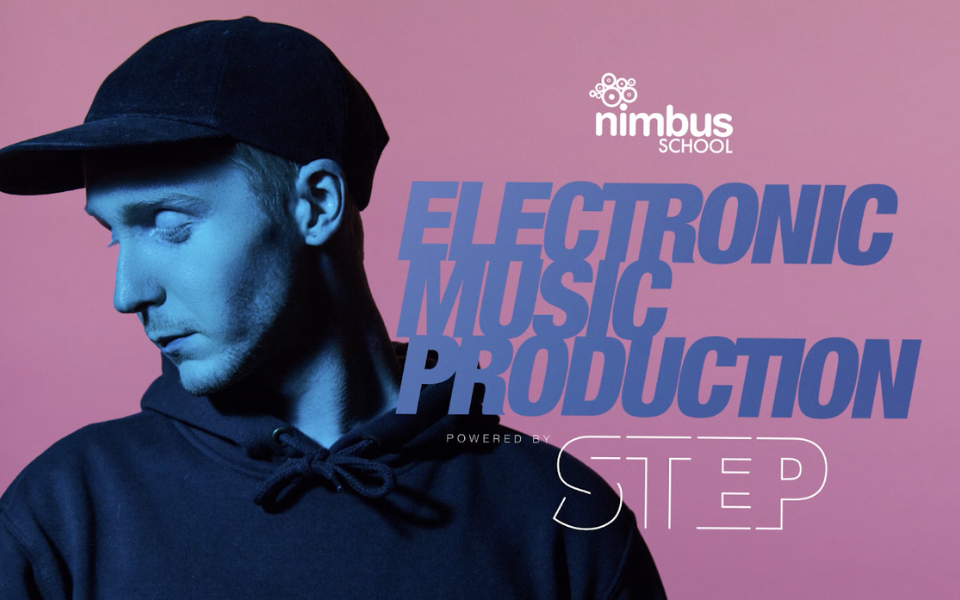 nimbus
SCHOOL
ELECTRONIC
MUSIC
PRODUCTION
POWERED BY
STEP